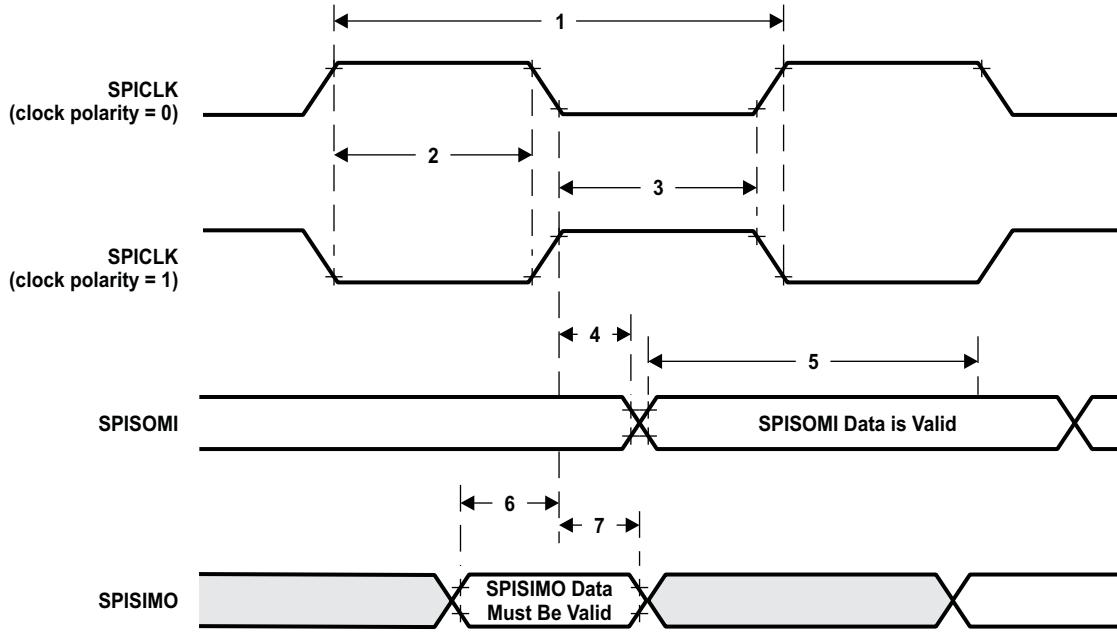 1
SPICLK
(clock polarity = 0)
2
3
SPICLK
(clock polarity = 1)
4
5
SPISOMI
SPISOMI Data is Valid
6
7
SPISIMO
SPISIMO Data
Must Be Valid